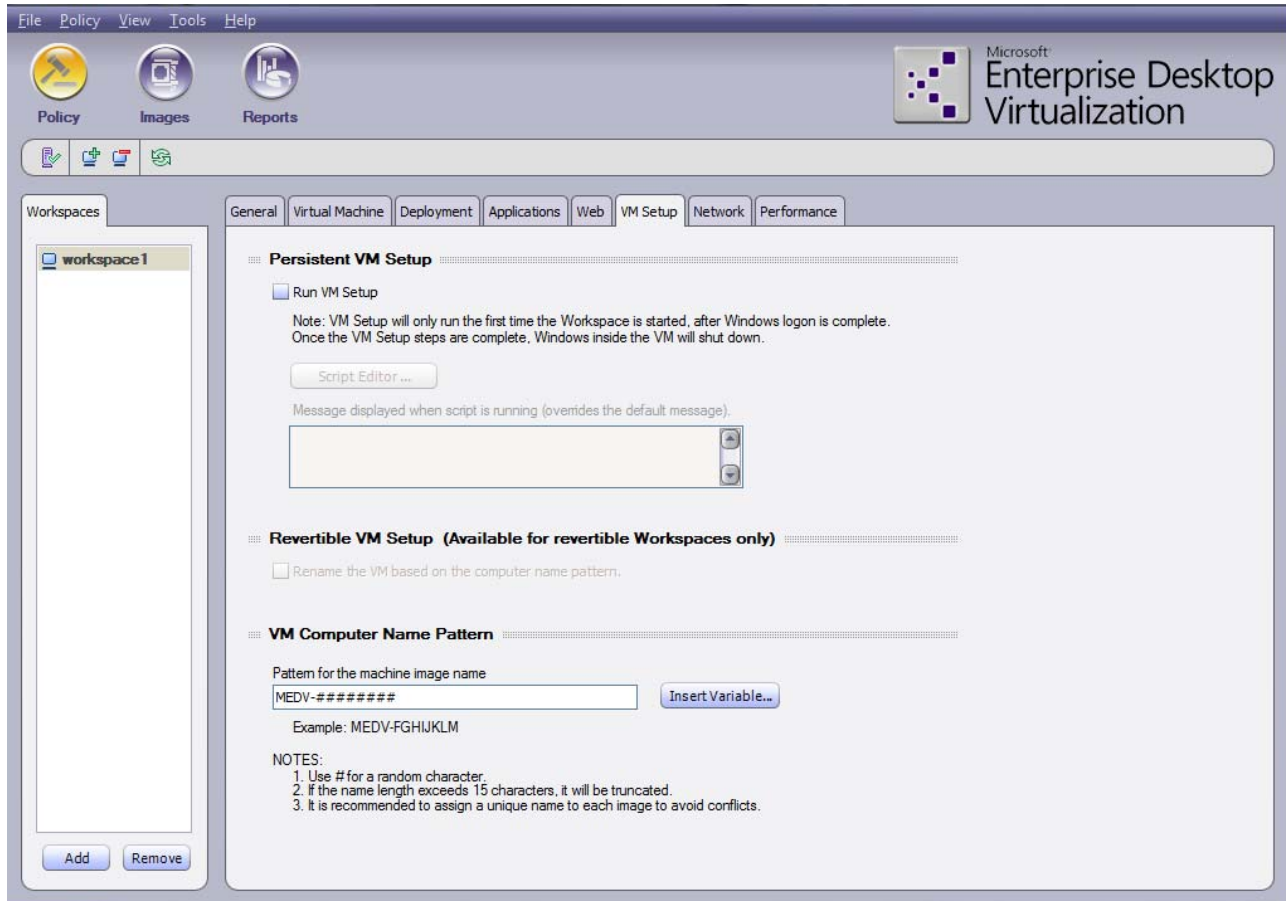 File Policy View Tools Help
Policy Images Reports
Microsoft
Enterprise Desktop
Virtualization
Workspaces
workspace1
Add Remove
General Virtual Machine Deployment Applications Web VM Setup Network Performance
Persistent VM Setup
Run VM Setup
Note: VM Setup will only run the first time the Workspace is started, after Windows logon is complete.
Once the VM Setup steps are complete, Windows inside the VM will shut down.
Script Editor ...
Message displayed when script is running (overrides the default message).
Revertible VM Setup (Available for revertible Workspaces only)
Rename the VM based on the computer name pattern.
VM Computer Name Pattern
Pattern for the machine image name
MEDV-########
Insert Variable...
Example: MEDV-FGHIJKLM
NOTES:
1. Use # for a random character.
2. If the name length exceeds 15 characters, it will be truncated.
3. It is recommended to assign a unique name to each image to avoid conflicts.